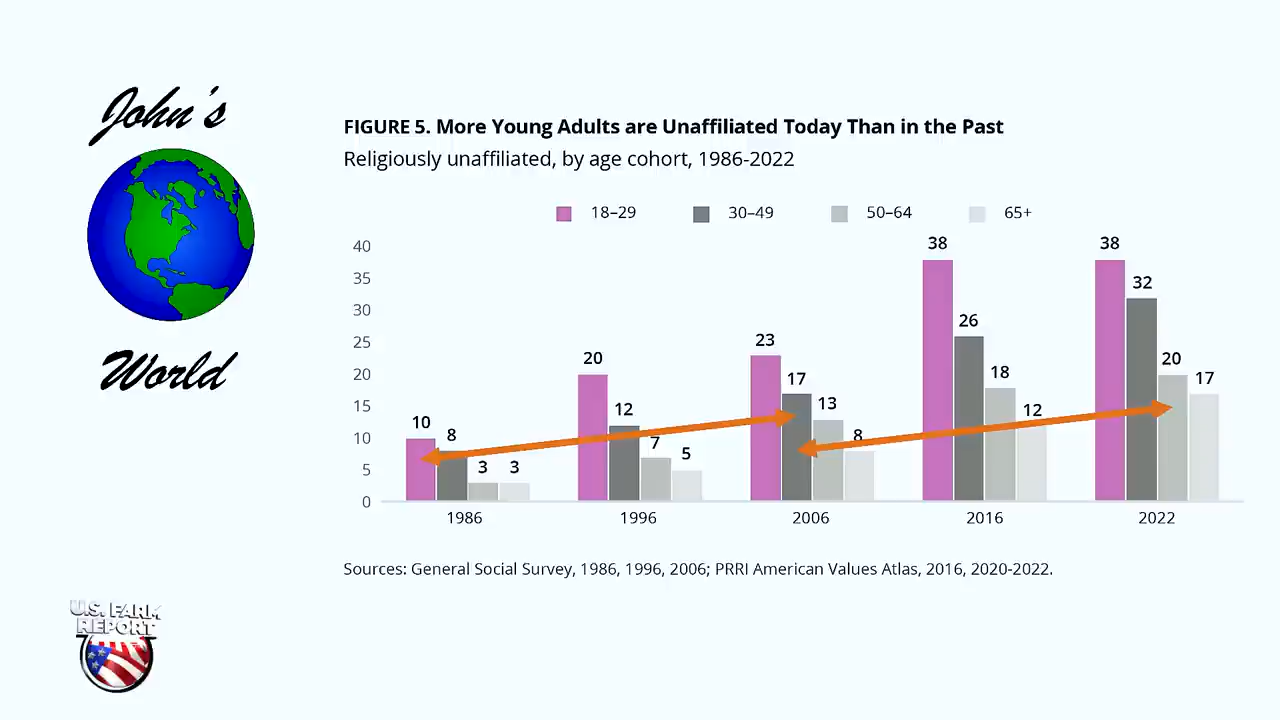 John's
World
FIGURE 5. More Young Adults are Unaffiliated Today Than in the Past
Religiously unaffiliated, by age cohort, 1986-2022
18–29 30–49 50–64 65+
40
35
30
25
20
15
10
5
0
10 8 3 3
20 12 7 5
23 17 13 8
38 26 18 12
38 32 20 17
1986 1996 2006 2016 2022
Sources: General Social Survey, 1986, 1996, 2006; PRRI American Values Atlas, 2016, 2020-2022.
U.S. FARM
REPORT